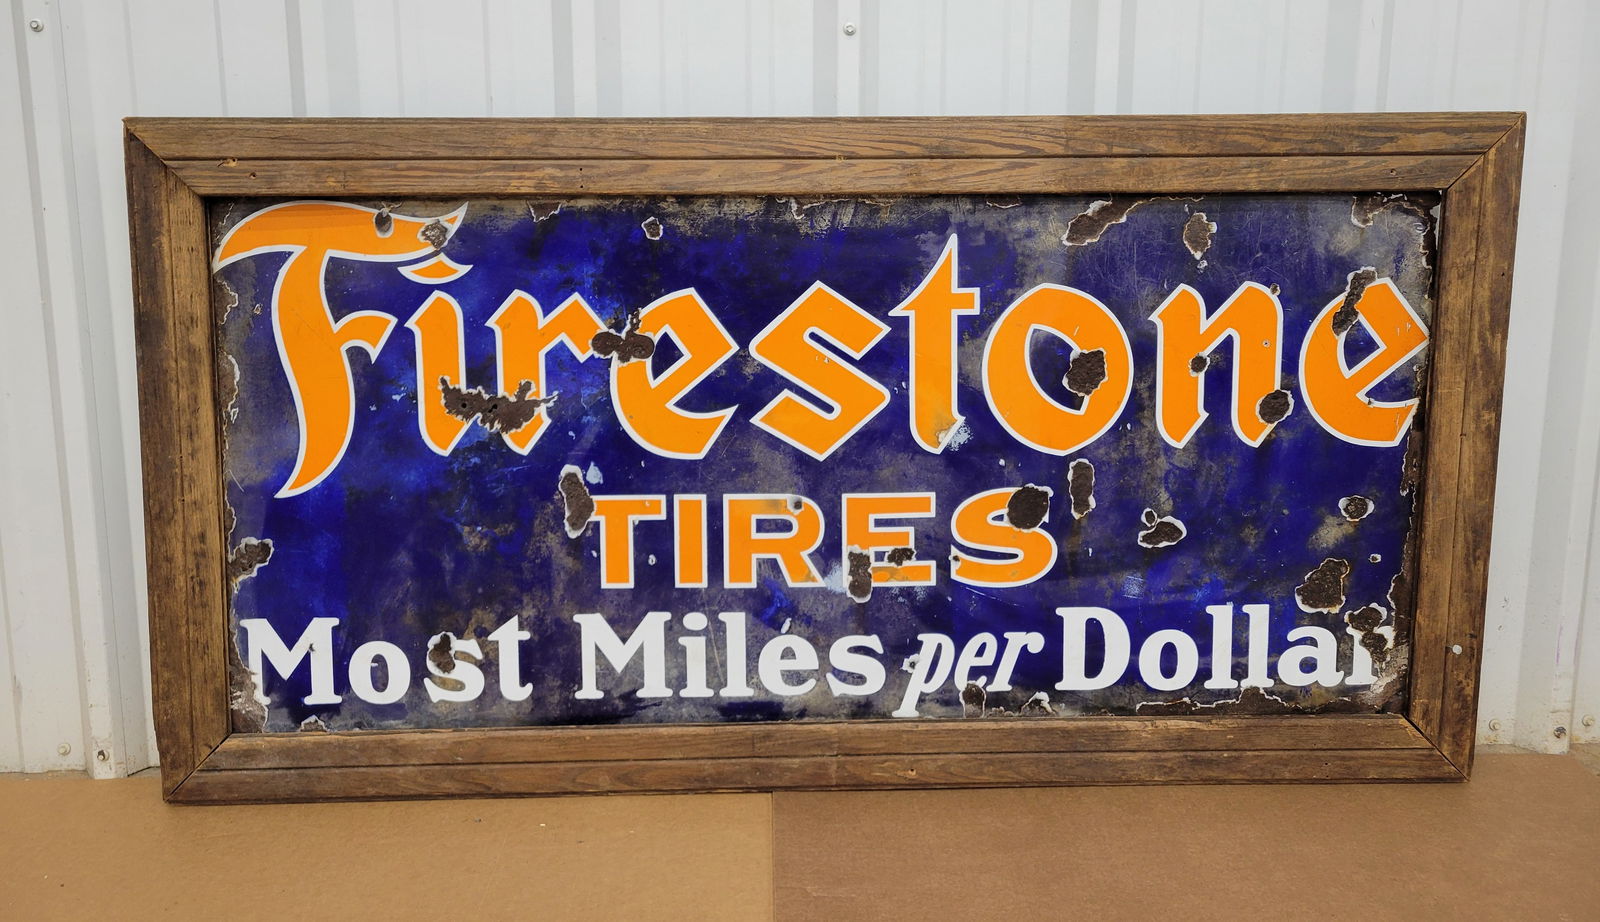 Firestone
TIRES
Most Miles per Dollar